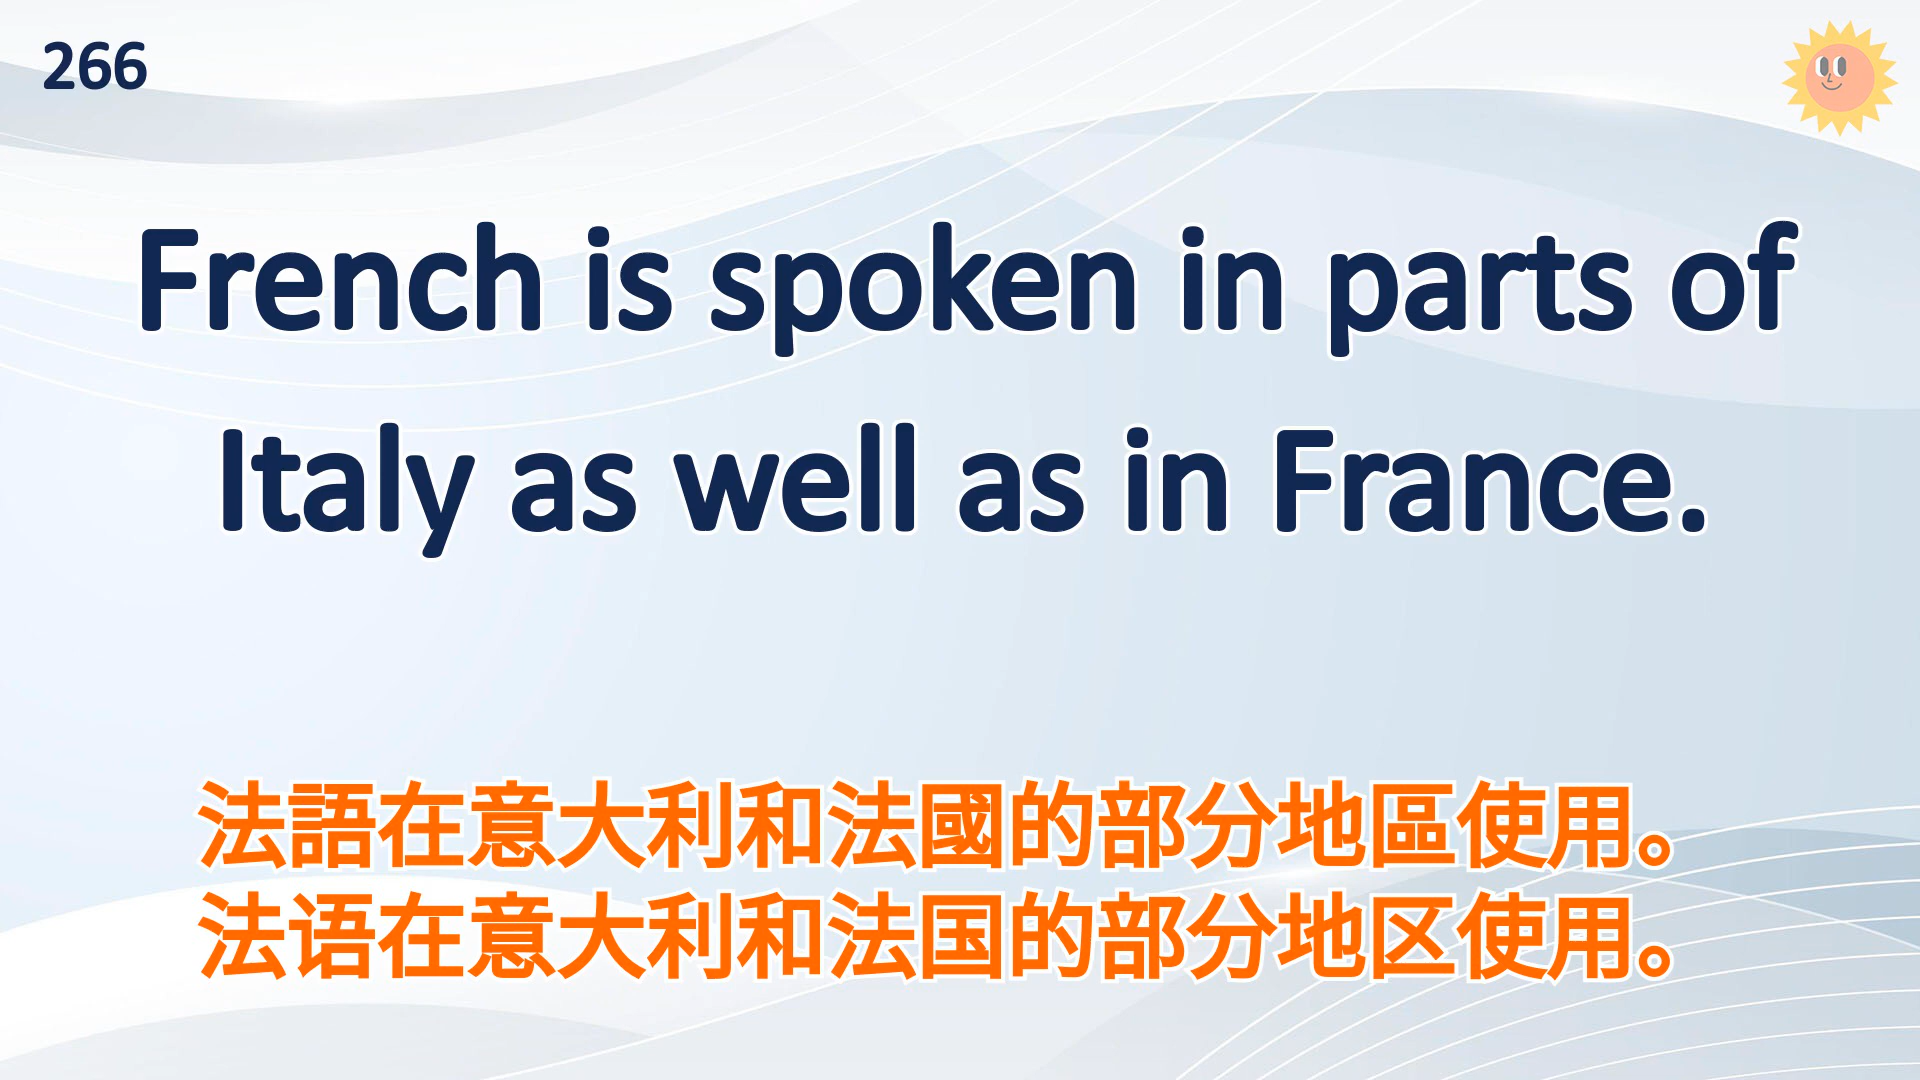 266
French is spoken in parts of
Italy as well as in France.
法語在意大利和法國的部分地區使用。
法语在意大利和法国的部分地区使用。